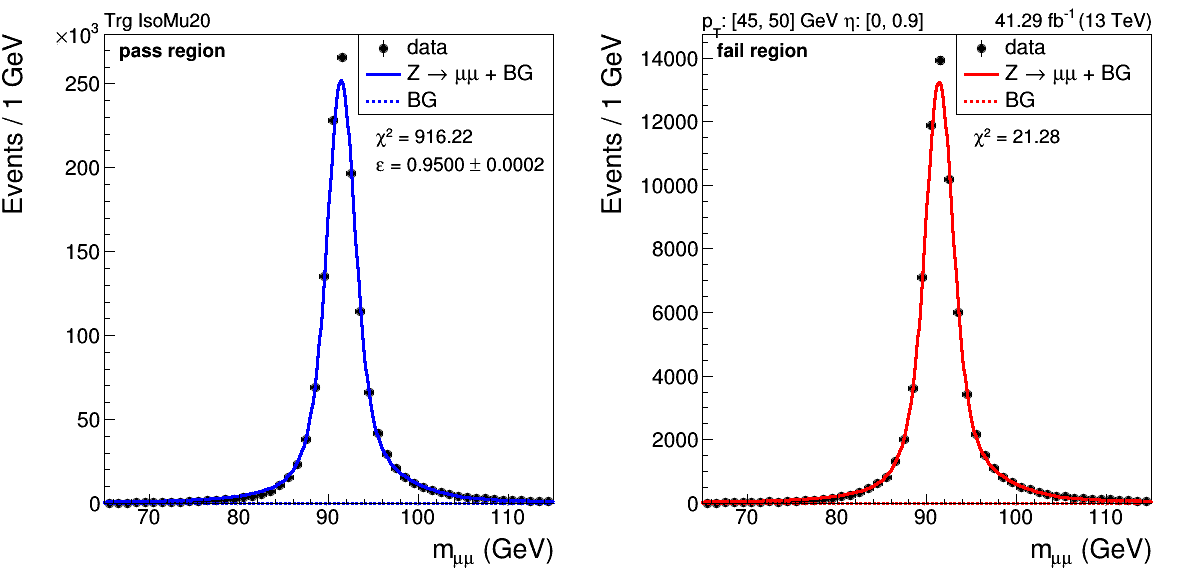 Trg IsoMu20
×10³
pass region
data
Z → μμ + BG
BG
χ² = 916.22
ε = 0.9500 ± 0.0002
Events / 1 GeV
250
200
150
100
50
0
70 80 90 100 110
m_μμ (GeV)
p_T: [45, 50] GeV η: [0, 0.9] 41.29 fb⁻¹ (13 TeV)
fail region
data
Z → μμ + BG
BG
χ² = 21.28
Events / 1 GeV
14000
12000
10000
8000
6000
4000
2000
0
70 80 90 100 110
m_μμ (GeV)